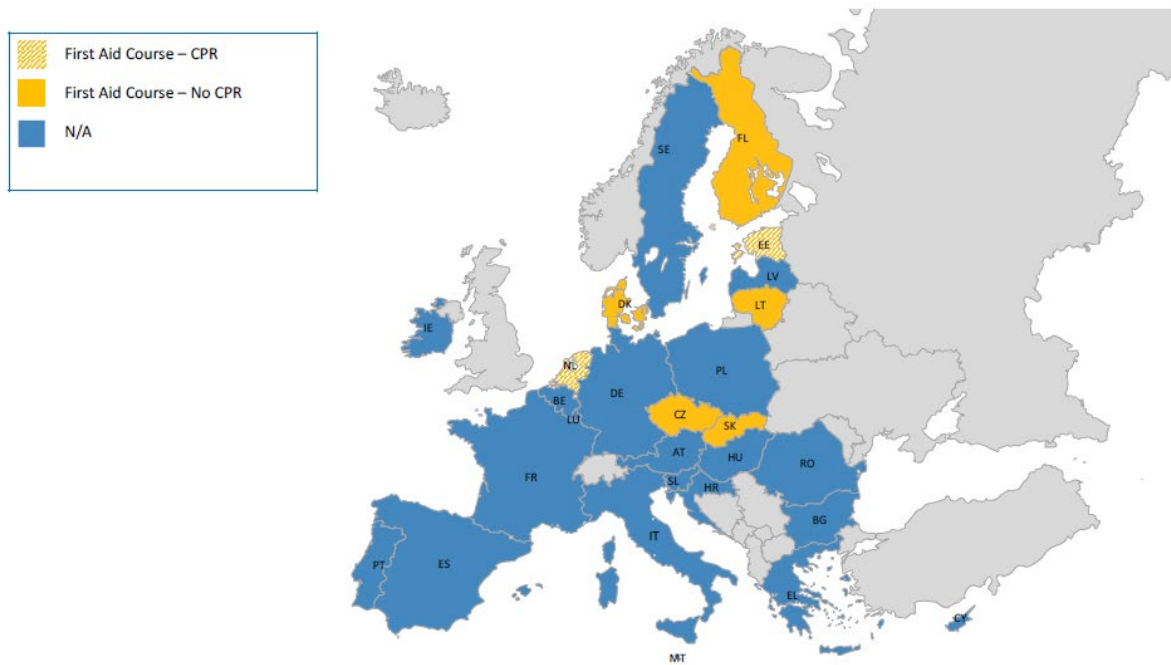 First Aid Course – CPR
First Aid Course – No CPR
N/A
FL
SE
EE
LV
LT
DK
IE
NL
PL
DE
BE
LU
CZ
SK
AT
HU
FR
RO
SL
HR
BG
IT
PT
ES
EL
CY
MT